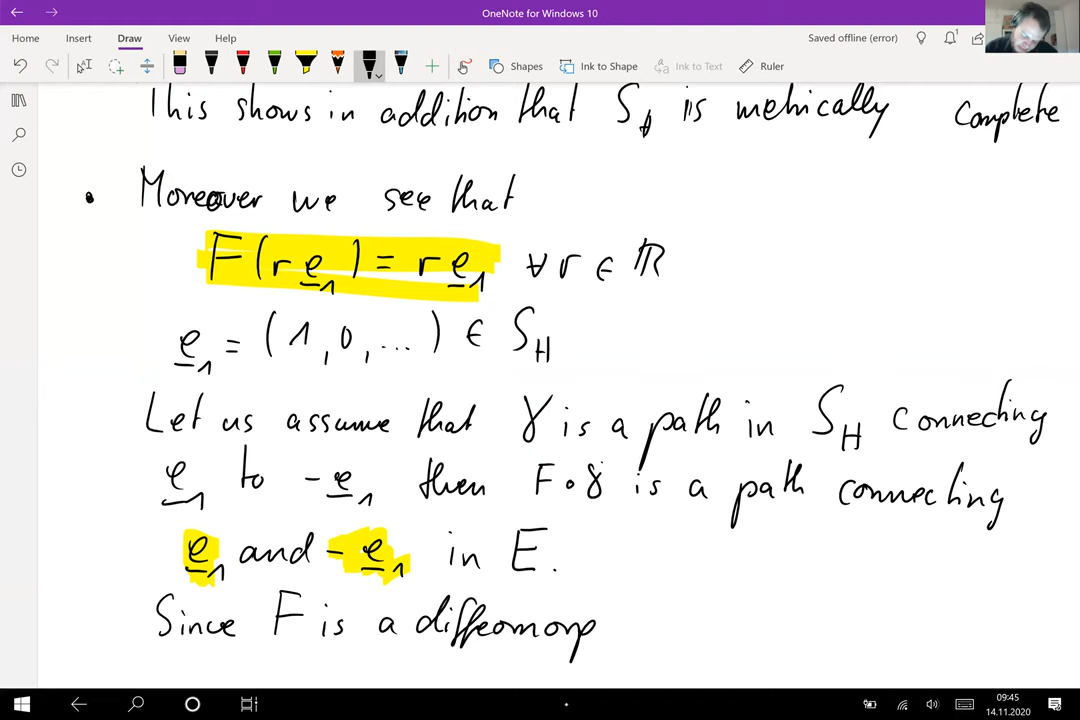 OneNote for Windows 10
Home Insert Draw View Help
Saved offline (error)
Shapes Ink to Shape Ink to Text Ruler
This shows in addition that S is metrically complete
• Moreover we see that
F(r e₁) = r e₁ ∀ r ∈ ℝ
e₁ = (1, 0, ...) ∈ S_H
Let us assume that γ is a path in S_H connecting
e₁ to -e₁ then F∘γ is a path connecting
e₁ and -e₁ in E.
Since F is a diffeomorp
09:45
14.11.2020